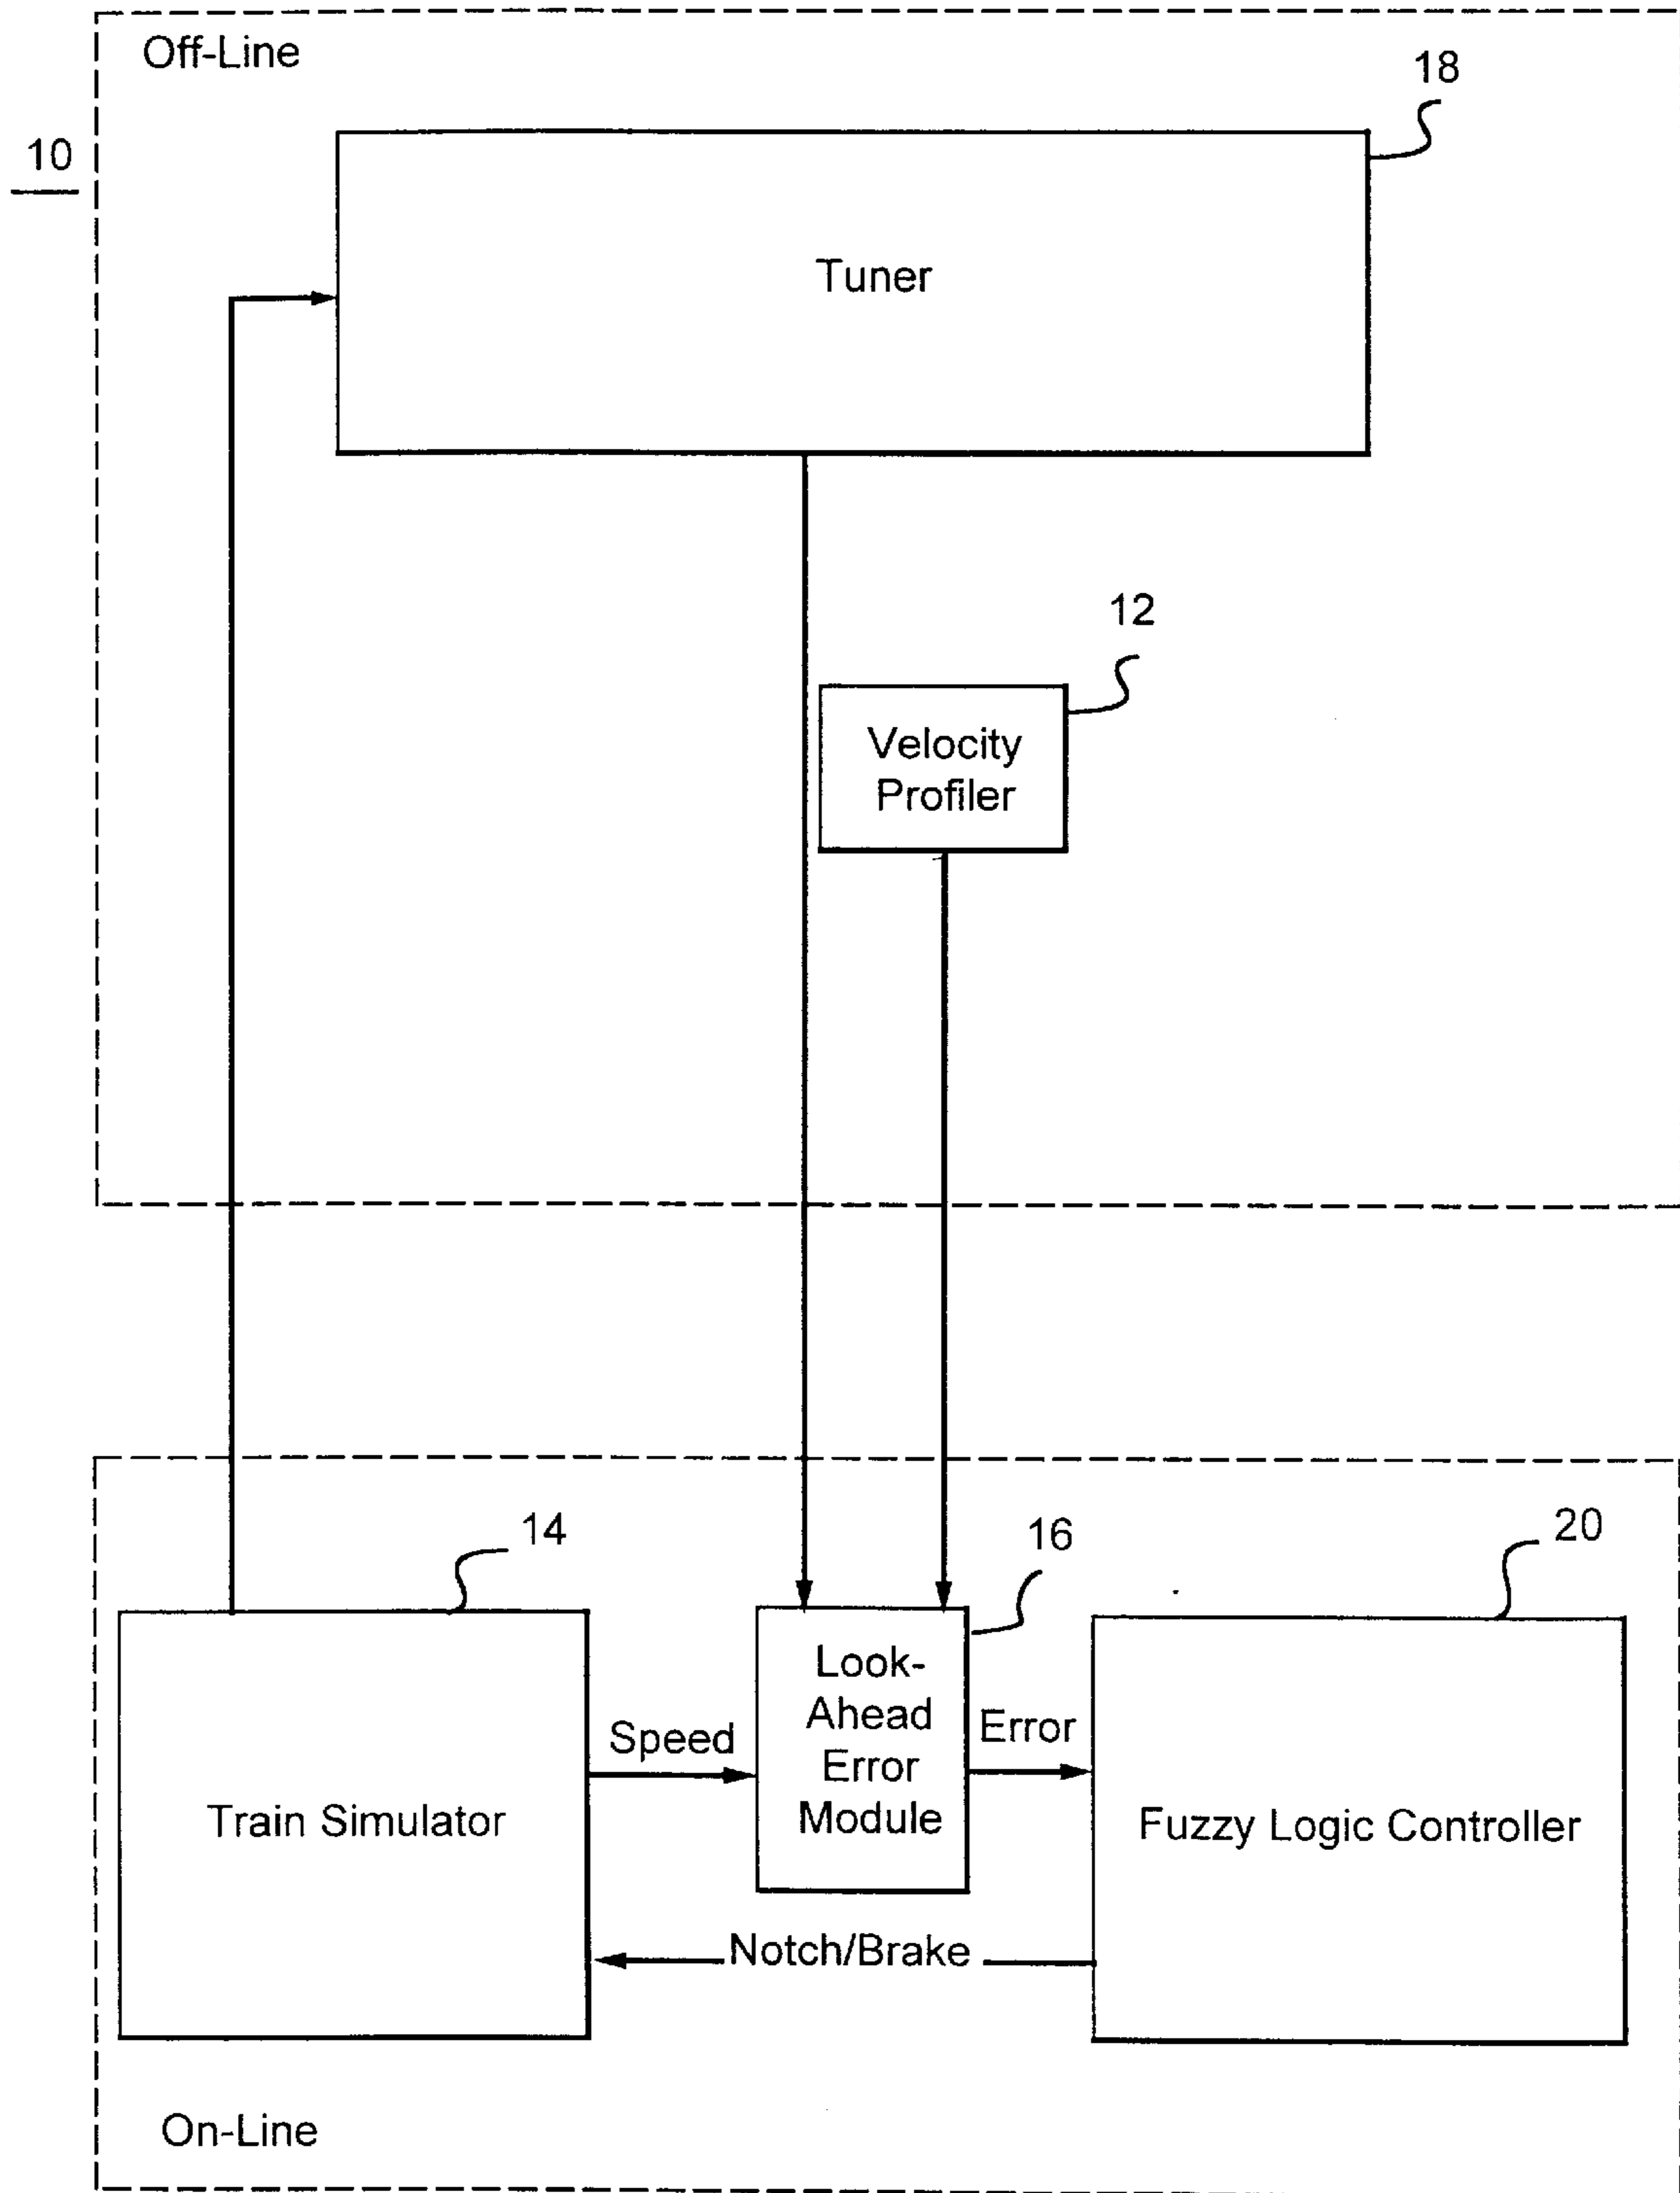 Off-Line
18
10
Tuner
12
Velocity
Profiler
14
16
20
Look-
Ahead
Error
Module
Speed
Error
Train Simulator
Fuzzy Logic Controller
Notch/Brake
On-Line